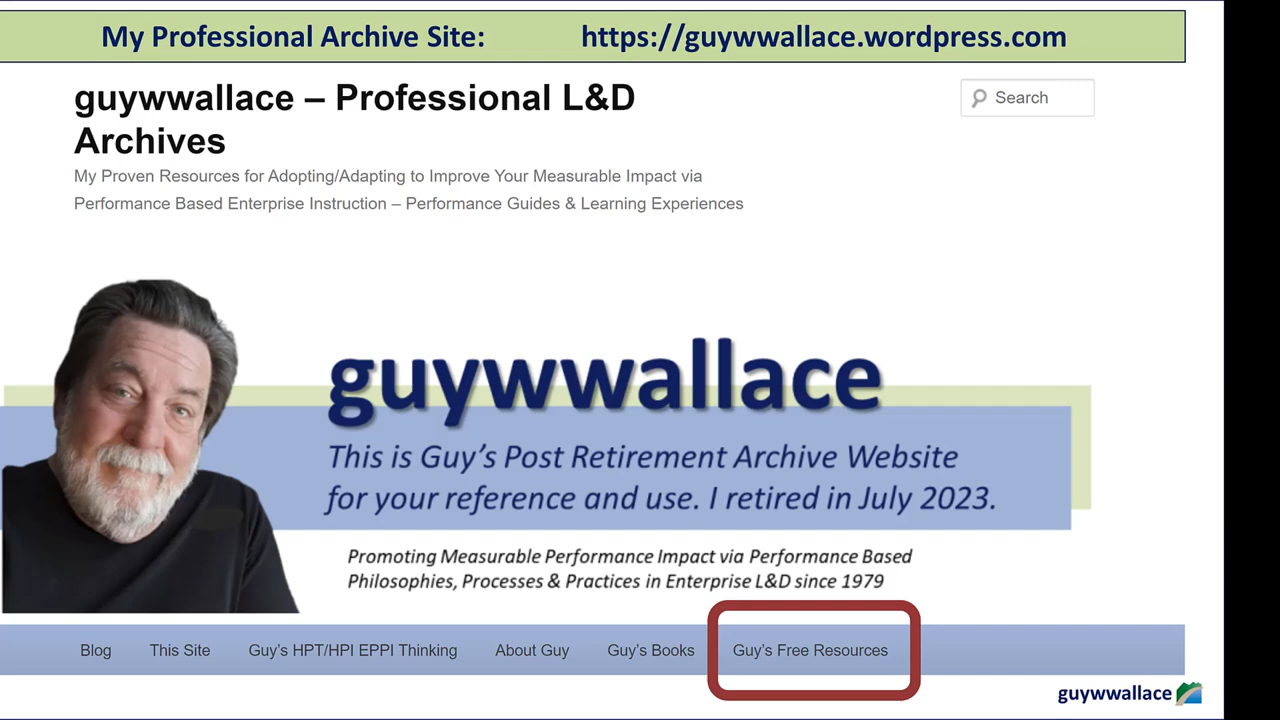 My Professional Archive Site: https://guywwallace.wordpress.com
guywwallace – Professional L&D
Archives
Search
My Proven Resources for Adopting/Adapting to Improve Your Measurable Impact via
Performance Based Enterprise Instruction – Performance Guides & Learning Experiences
guywwallace
This is Guy’s Post Retirement Archive Website
for your reference and use. I retired in July 2023.
Promoting Measurable Performance Impact via Performance Based
Philosophies, Processes & Practices in Enterprise L&D since 1979
Blog This Site Guy’s HPT/HPI EPPI Thinking About Guy Guy’s Books Guy’s Free Resources
guywwallace